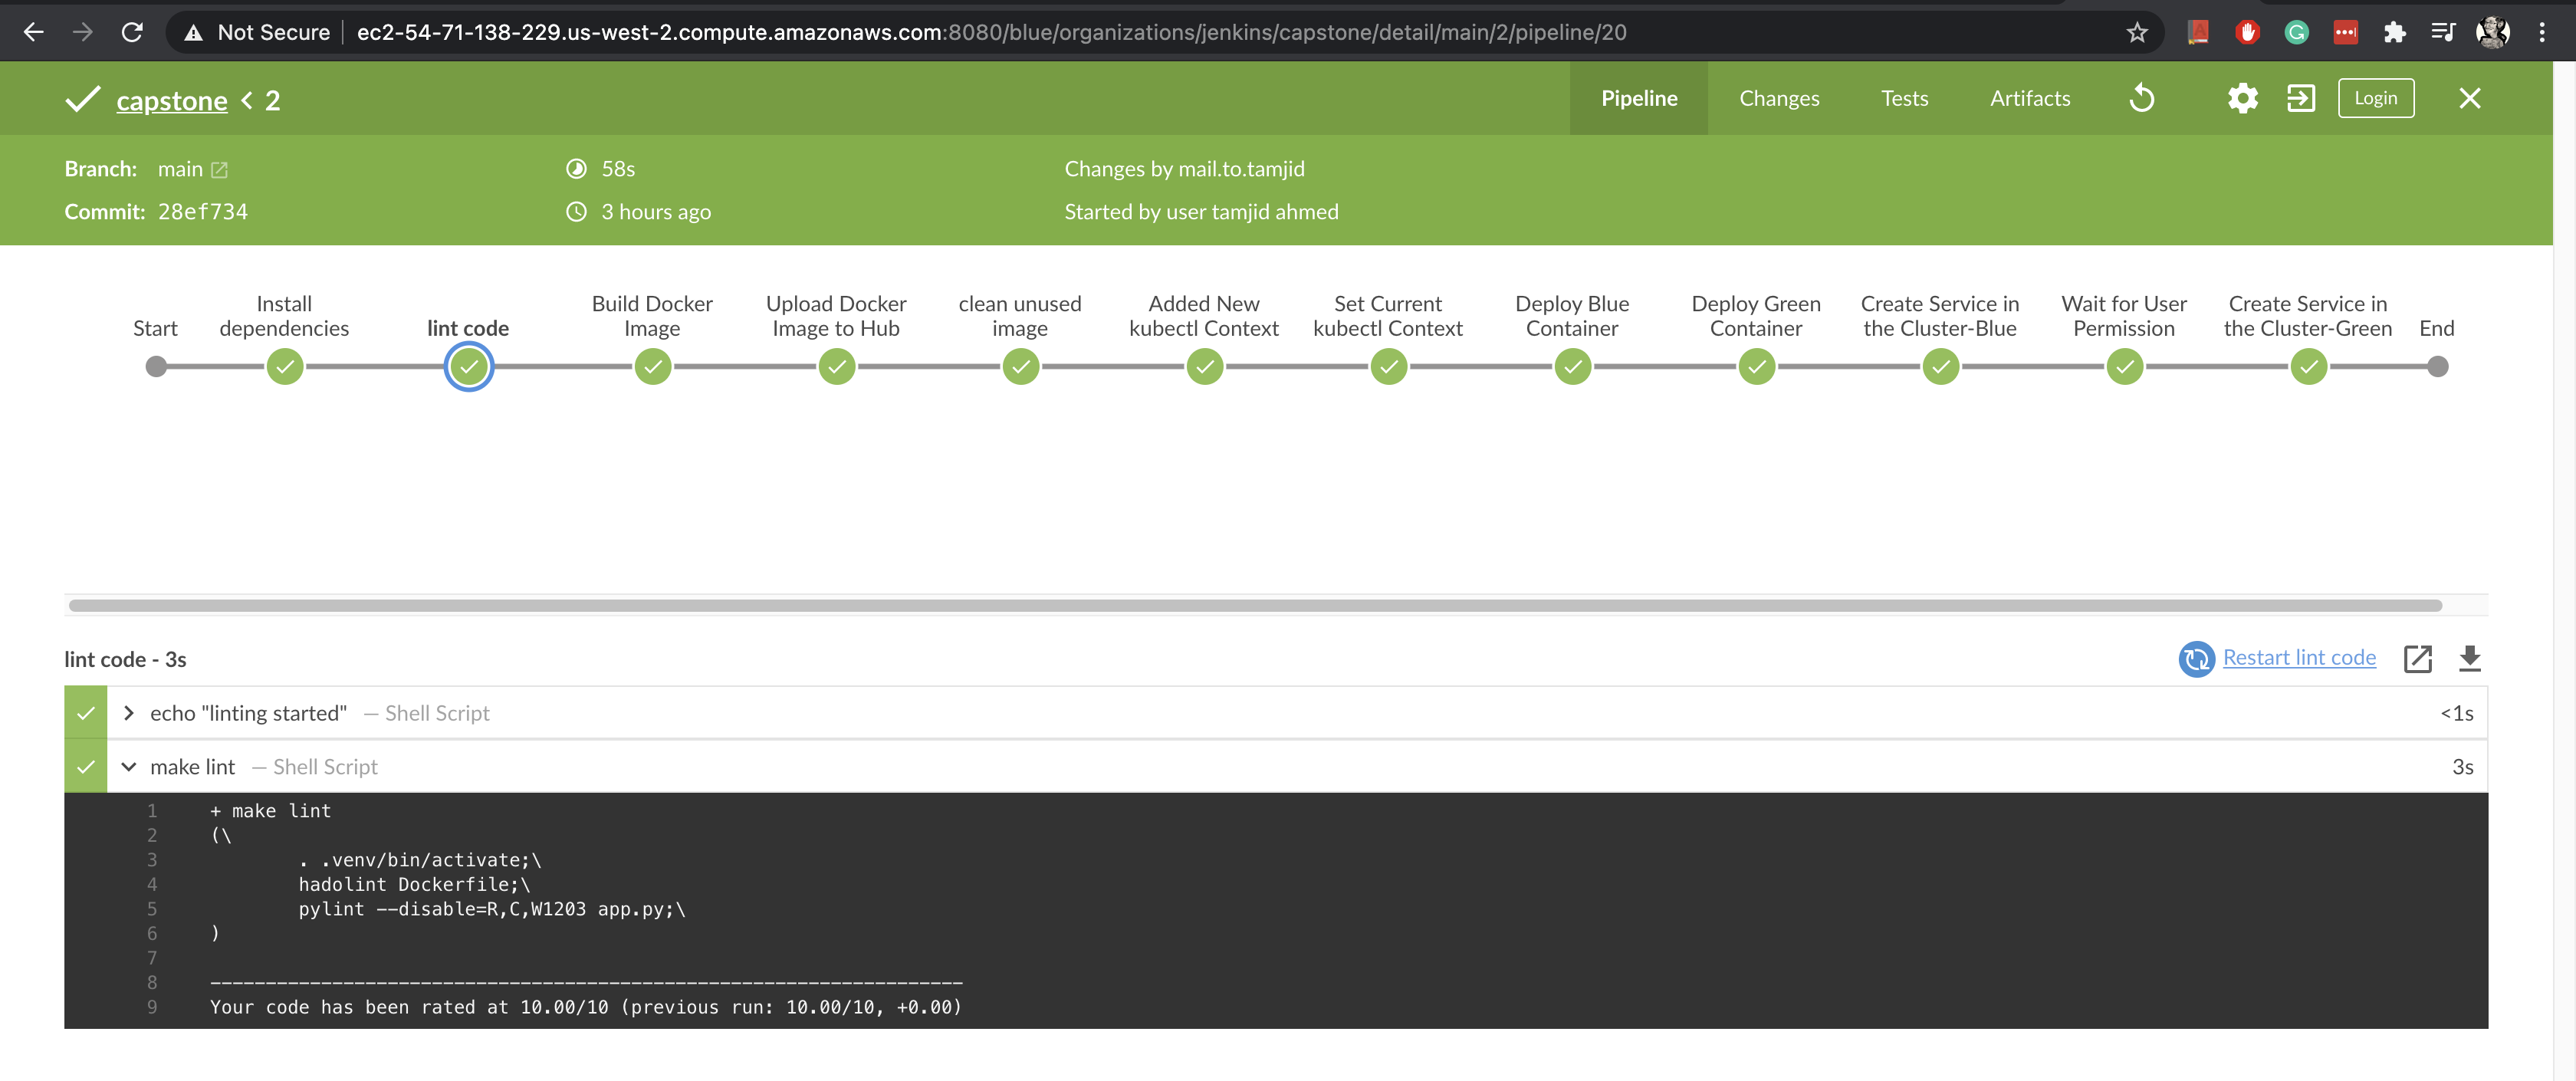 Not Secure | ec2-54-71-138-229.us-west-2.compute.amazonaws.com:8080/blue/organizations/jenkins/capstone/detail/main/2/pipeline/20
capstone < 2
Pipeline Changes Tests Artifacts Login
Branch: main 58s Changes by mail.to.tamjid
Commit: 28ef734 3 hours ago Started by user tamjid ahmed
Start
Install
dependencies
lint code
Build Docker
Image
Upload Docker
Image to Hub
clean unused
image
Added New
kubectl Context
Set Current
kubectl Context
Deploy Blue
Container
Deploy Green
Container
Create Service in
the Cluster-Blue
Wait for User
Permission
Create Service in
the Cluster-Green
End
lint code - 3s
Restart lint code
echo "linting started" — Shell Script <1s
make lint — Shell Script 3s
1 + make lint
2 (\
3 . .venv/bin/activate;\
4 hadolint Dockerfile;\
5 pylint --disable=R,C,W1203 app.py;\
6 )
7
8 --------------------------------------------------------------------
9 Your code has been rated at 10.00/10 (previous run: 10.00/10, +0.00)